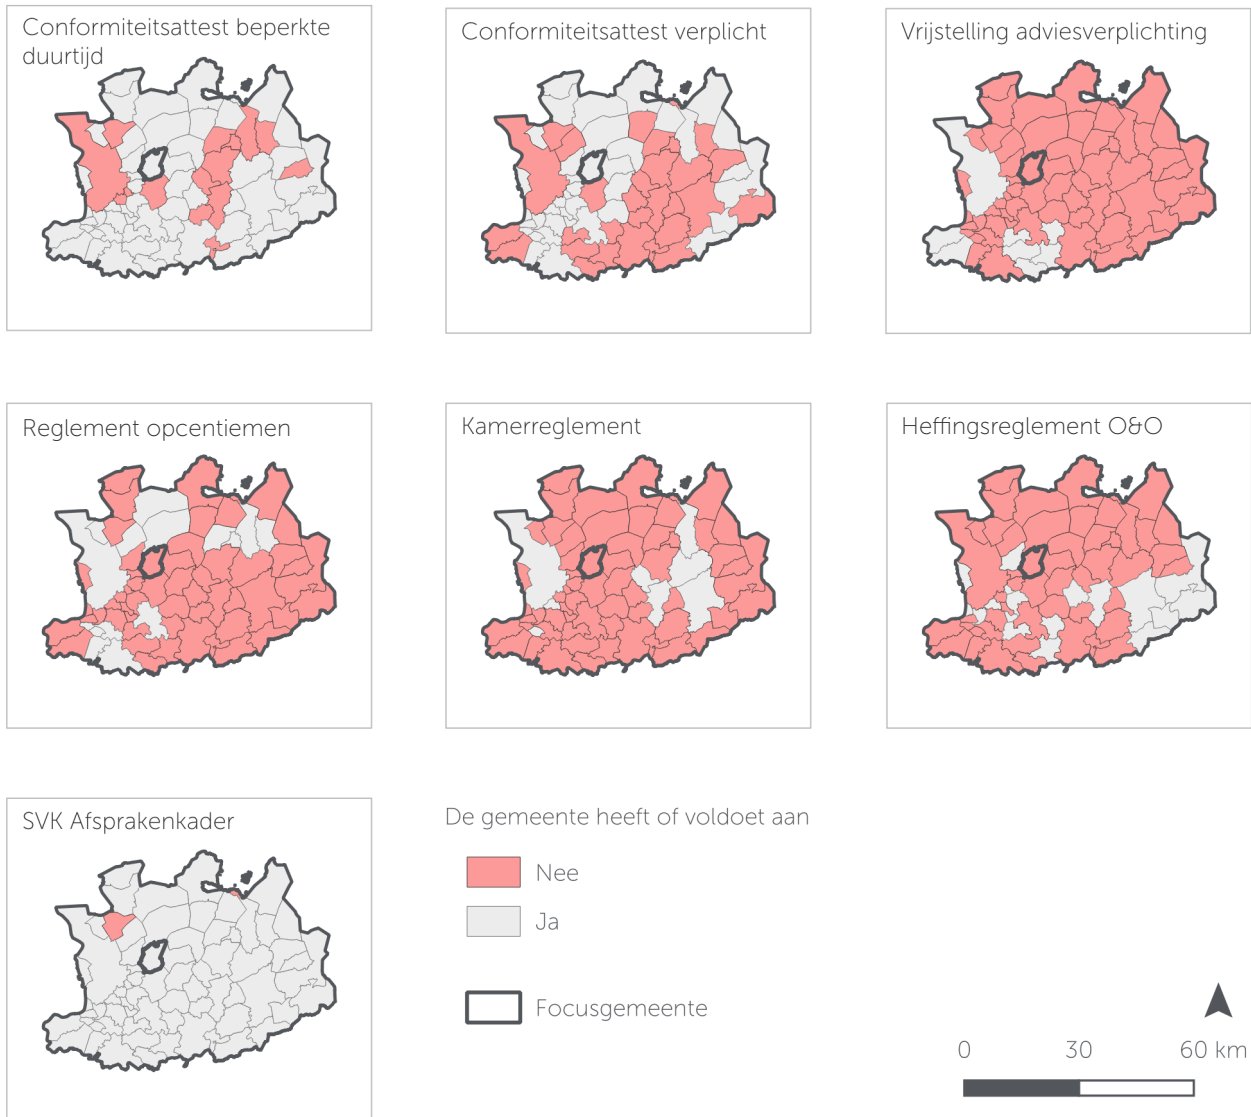 Conformiteitsattest beperkte
duurtijd
Conformiteitsattest verplicht
Vrijstelling adviesverplichting
Reglement opcentiemen
Kamerreglement
Heffingsreglement O&O
SVK Afsprakenkader
De gemeente heeft of voldoet aan
Nee
Ja
Focusgemeente
0 30 60 km